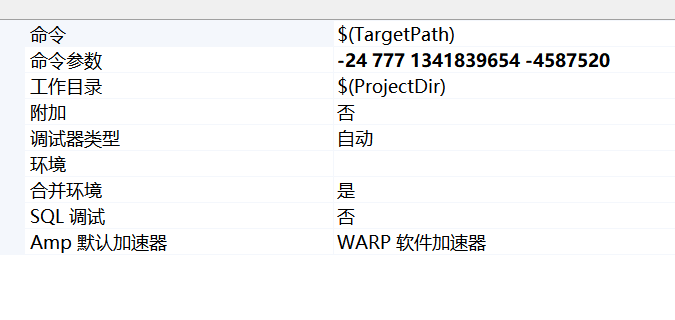 命令 $(TargetPath)
命令参数 -24 777 1341839654 -4587520
工作目录 $(ProjectDir)
附加 否
调试器类型 自动
环境
合并环境 是
SQL 调试 否
Amp 默认加速器 WARP 软件加速器